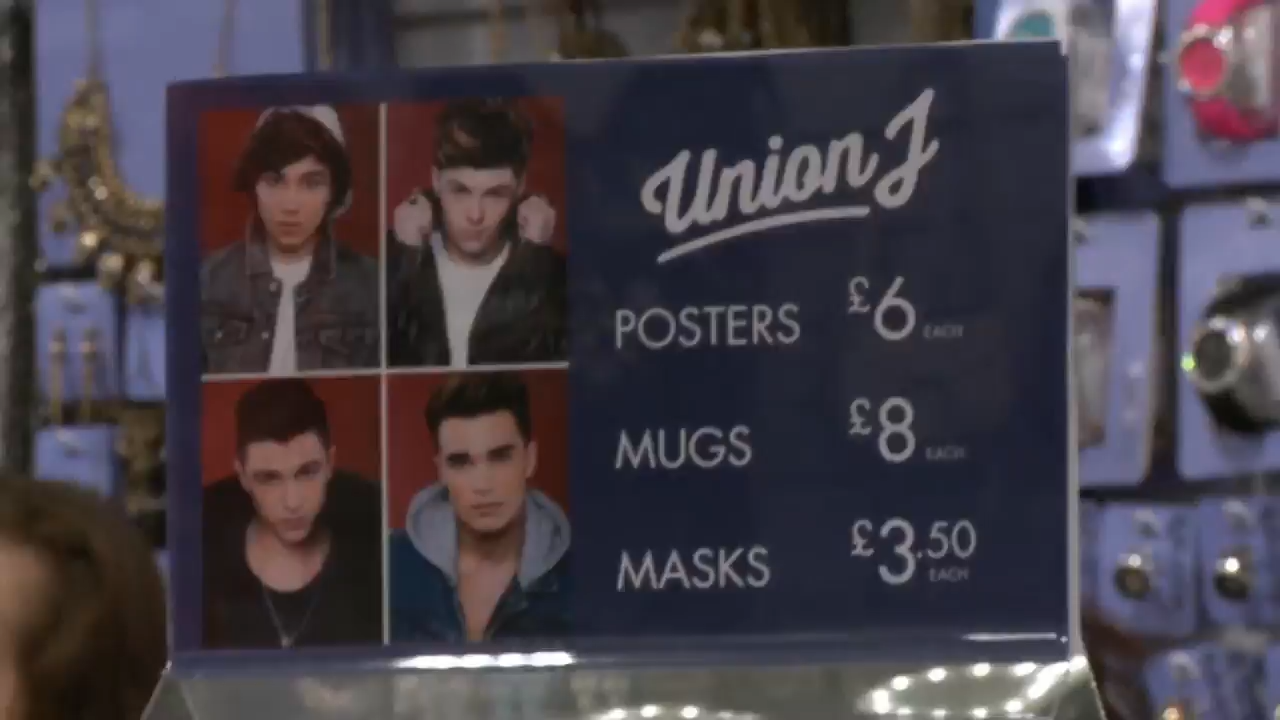 Union J
POSTERS £6 EACH
MUGS £8 EACH
MASKS £3.50 EACH